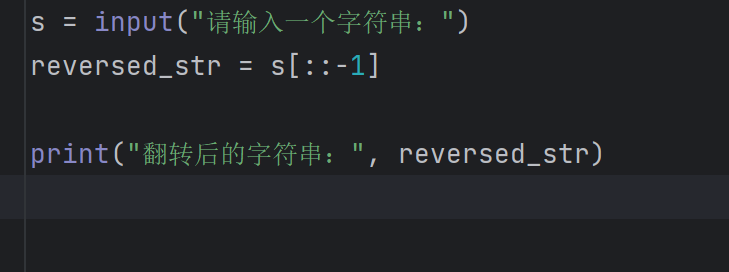 s = input("请输入一个字符串：")
reversed_str = s[::-1]
print("翻转后的字符串：", reversed_str)